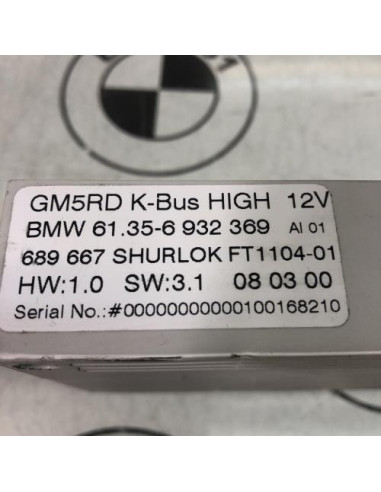 GM5RD K-Bus HIGH 12V
BMW 61.35-6 932 369 AI 01
689 667 SHURLOK FT1104-01
HW:1.0 SW:3.1 08 03 00
Serial No.:#00000000000100168210